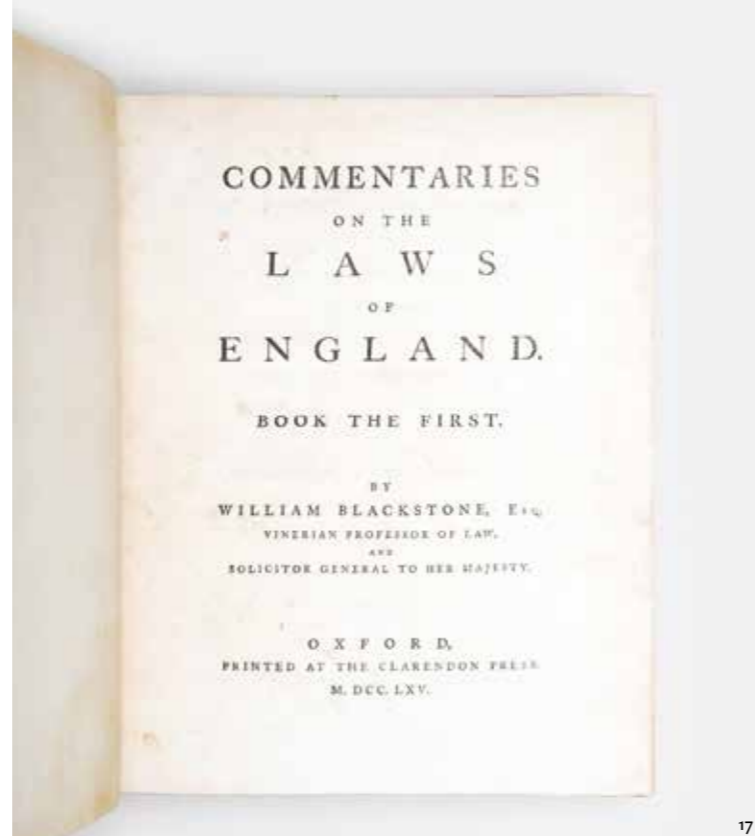 COMMENTARIES
ON THE
LAWS
OF
ENGLAND.
BOOK THE FIRST.
BY
WILLIAM BLACKSTONE, Esq.
VINERIAN PROFESSOR OF LAW,
AND
SOLICITOR GENERAL TO HER MAJESTY.
OXFORD,
PRINTED AT THE CLARENDON PRESS.
M. DCC. LXV.
17